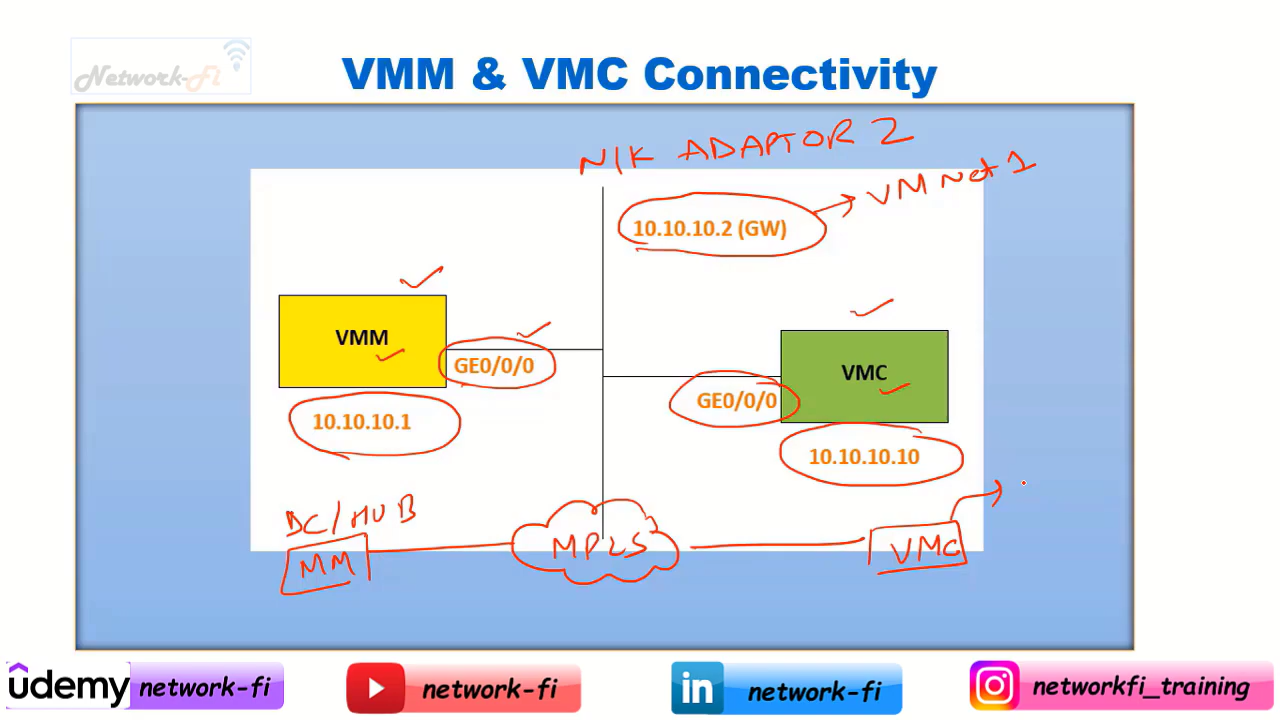 Network-Fi
VMM & VMC Connectivity
N/K ADAPTOR 2
VM Net 1
10.10.10.2 (GW)
VMM
GE0/0/0
10.10.10.1
VMC
GE0/0/0
10.10.10.10
DC/HUB
MM
MPLS
VMC
ûdemy network-fi
network-fi
in network-fi
networkfi_training